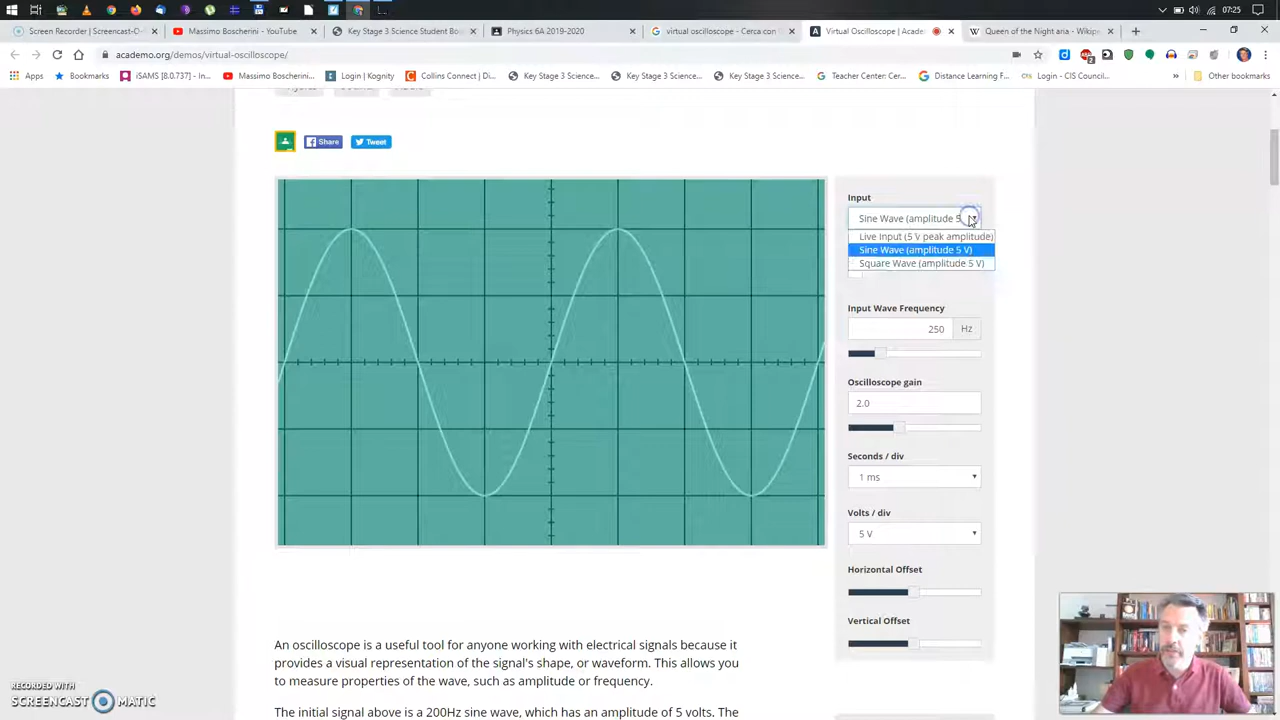 07:25
Screen Recorder | Screencast-O-
Massimo Boscherini - YouTube
Key Stage 3 Science Student Boo
Physics 6A 2019-2020
virtual oscilloscope - Cerca con
Virtual Oscilloscope | Acade
Queen of the Night aria - Wikipe
academo.org/demos/virtual-oscilloscope/
2
Apps
Bookmarks
iSAMS [8.0.737] - In...
Massimo Boscherini...
Login | Kognity
Collins Connect | Di...
Key Stage 3 Science...
Key Stage 3 Science...
Key Stage 3 Science...
Teacher Center: Cer...
Distance Learning F...
Login - CIS Council...
»
Other bookmarks
Share
Tweet
Input
Sine Wave (amplitude 5
Live Input (5 V peak amplitude)
Sine Wave (amplitude 5 V)
Square Wave (amplitude 5 V)
Input Wave Frequency
250 Hz
Oscilloscope gain
2.0
Seconds / div
1 ms
Volts / div
5 V
Horizontal Offset
Vertical Offset
An oscilloscope is a useful tool for anyone working with electrical signals because it
provides a visual representation of the signal's shape, or waveform. This allows you
to measure properties of the wave, such as amplitude or frequency.
The initial signal above is a 200Hz sine wave, which has an amplitude of 5 volts. The
RECORDED WITH
SCREENCAST MATIC